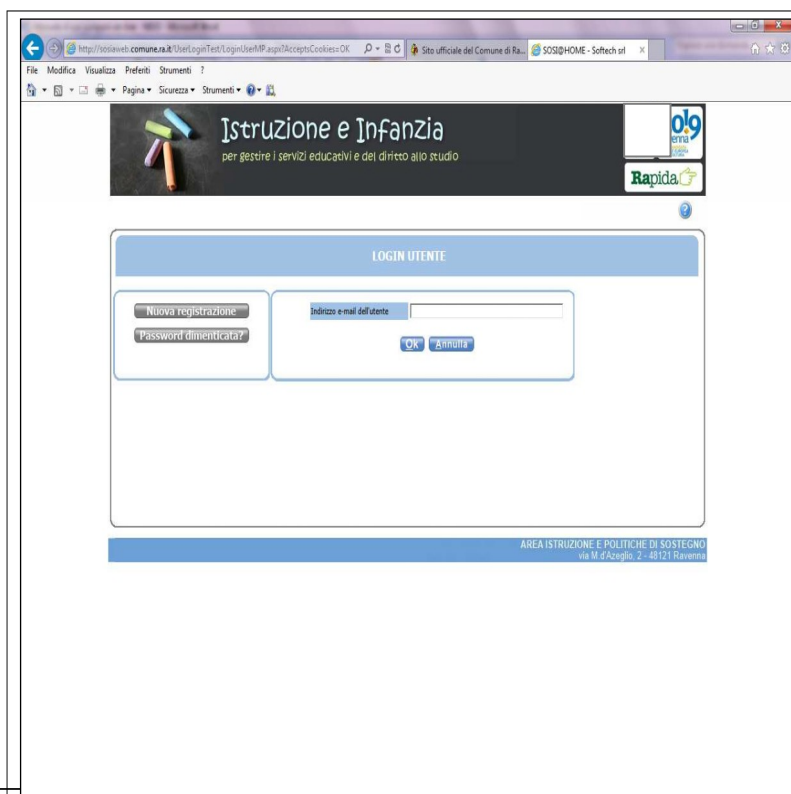 http://sosiaweb.comune.ra.it/UserLoginTest/LoginUserMP.aspx?AcceptsCookies=OK
Sito ufficiale del Comune di Ra...
SOSI@HOME - Softech srl
File Modifica Visualizza Preferiti Strumenti ?
Pagina Sicurezza Strumenti
Istruzione e Infanzia
per gestire i servizi educativi e del diritto allo studio
Rapida
LOGIN UTENTE
Nuova registrazione
Password dimenticata?
Indirizzo e-mail dell'utente
Ok Annulla
AREA ISTRUZIONE E POLITICHE DI SOSTEGNO
via M.d'Azeglio, 2 - 48121 Ravenna